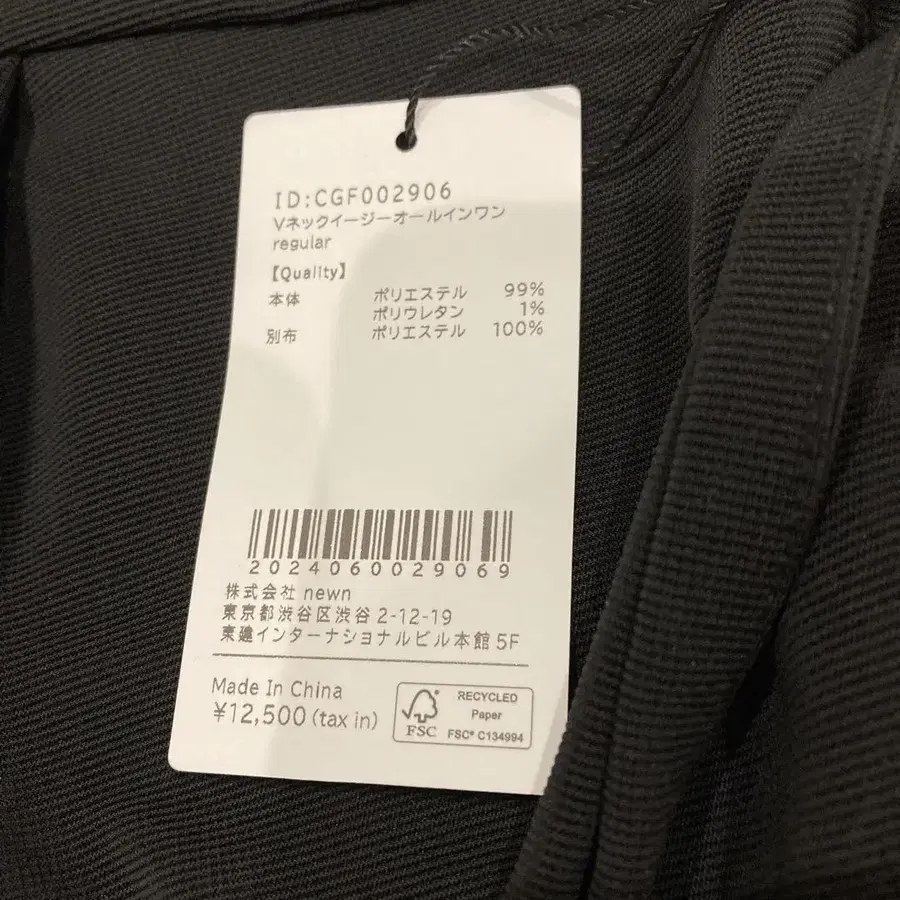 ID:CGF002906
Vネックイージーオールインワン
regular
【Quality】
本体 ポリエステル 99%
ポリウレタン 1%
別布 ポリエステル 100%
2024060029069
株式会社 newn
東京都渋谷区渋谷 2-12-19
東建インターナショナルビル本館 5F
Made In China
¥12,500 (tax in)
FSC
RECYCLED
Paper
FSC® C134994